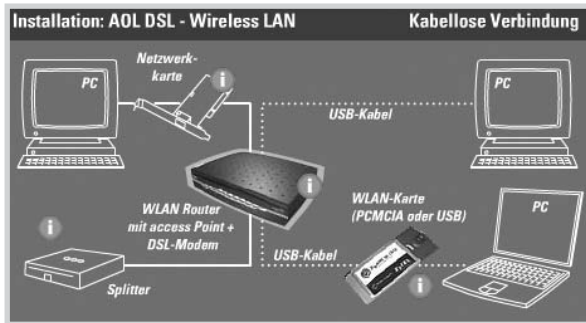 Installation: AOL DSL - Wireless LAN
Kabellose Verbindung
PC
Netzwerk-
karte
i
USB-Kabel
PC
i
WLAN Router
mit access Point +
DSL-Modem
WLAN-Karte
(PCMCIA oder USB)
PC
i
Splitter
USB-Kabel
i